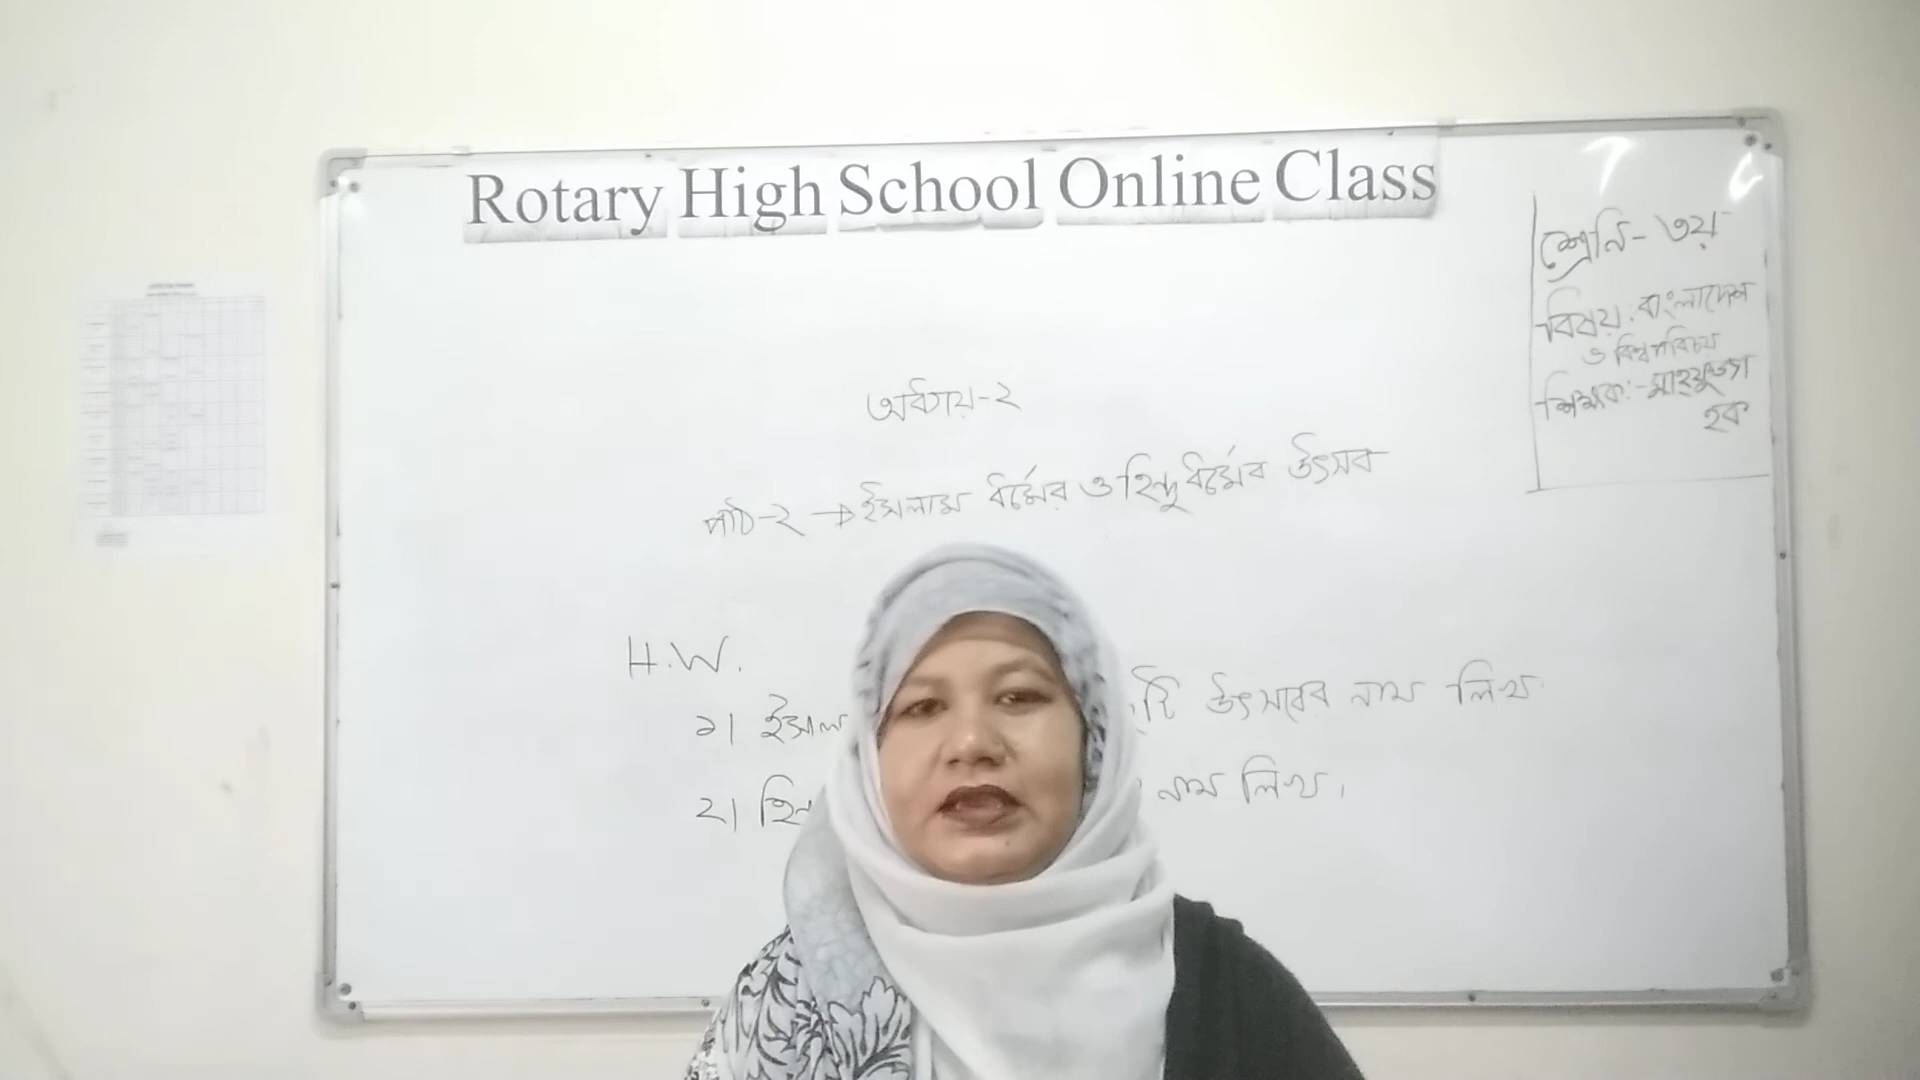 Rotary High School Online Class
শ্রেনি- ৩য়
বিষয়. বাংলাদেশ
ও বিশ্বপরিচয়
শিক্ষক:- মাহফুজা
হক
অধ্যায়-২
পাঠ-২ → ইসলাম ধর্মের ও হিন্দু ধর্মের উৎসব
H.W.
১। ইসল টি উৎসবের নাম লিখ
২। হিন নাম লিখ।